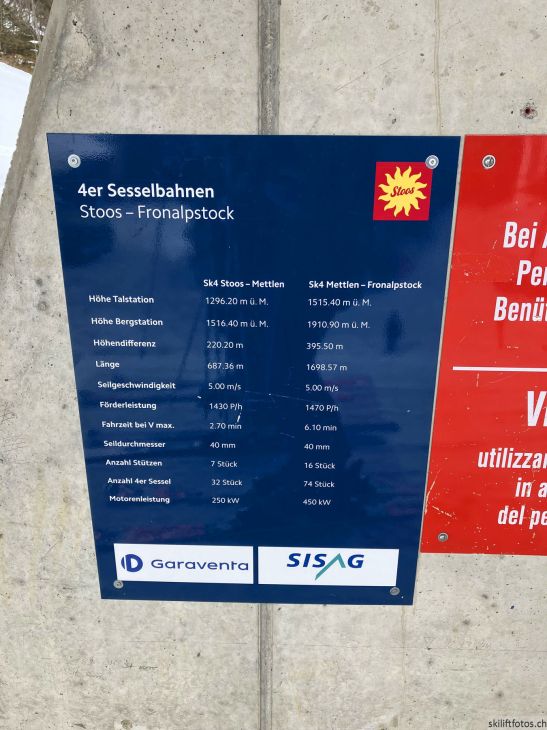 4er Sesselbahnen
Stoos – Fronalpstock
Stoos
Sk4 Stoos – Mettlen Sk4 Mettlen – Fronalpstock
Höhe Talstation 1296.20 m ü. M. 1515.40 m ü. M.
Höhe Bergstation 1516.40 m ü. M. 1910.90 m ü. M.
Höhendifferenz 220.20 m 395.50 m
Länge 687.36 m 1698.57 m
Seilgeschwindigkeit 5.00 m/s 5.00 m/s
Förderleistung 1430 P/h 1470 P/h
Fahrzeit bei V max. 2.70 min 6.10 min
Seildurchmesser 40 mm 40 mm
Anzahl Stützen 7 Stück 16 Stück
Anzahl 4er Sessel 32 Stück 74 Stück
Motorenleistung 250 kW 450 kW
Garaventa
SISAG
Bei
Per
Benüt
utilizza
in a
del pe
skiliftfotos.ch